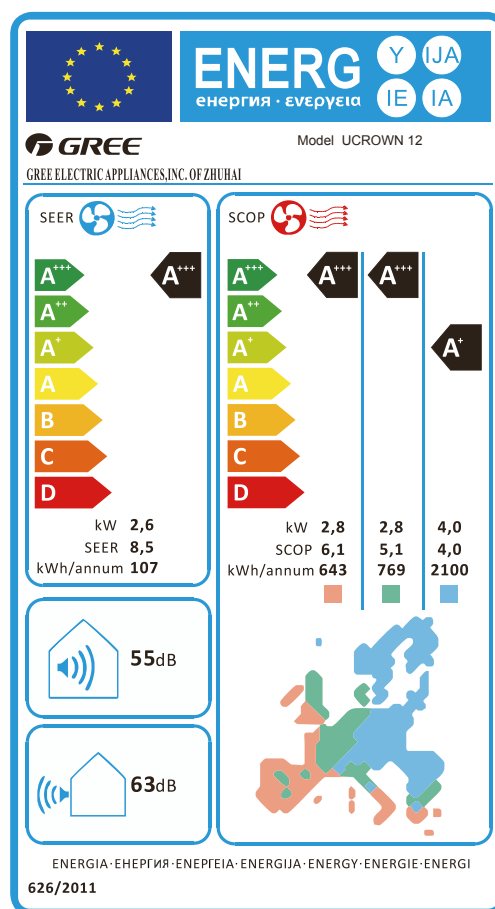 ENERG
енергия · ενεργεια
Y IJA
IE IA
GREE
Model UCROWN 12
GREE ELECTRIC APPLIANCES,INC. OF ZHUHAI
SEER
A+++
A++
A+
A
B
C
D
A+++
kW 2,6
SEER 8,5
kWh/annum 107
SCOP
A+++
A++
A+
A
B
C
D
A+++ A+++
A+
kW 2,8 2,8 4,0
SCOP 6,1 5,1 4,0
kWh/annum 643 769 2100
55dB
63dB
ENERGIA·ЕНЕРГИЯ·ΕΝΕΡΓΕΙΑ·ENERGIJA·ENERGY·ENERGIE·ENERGI
626/2011